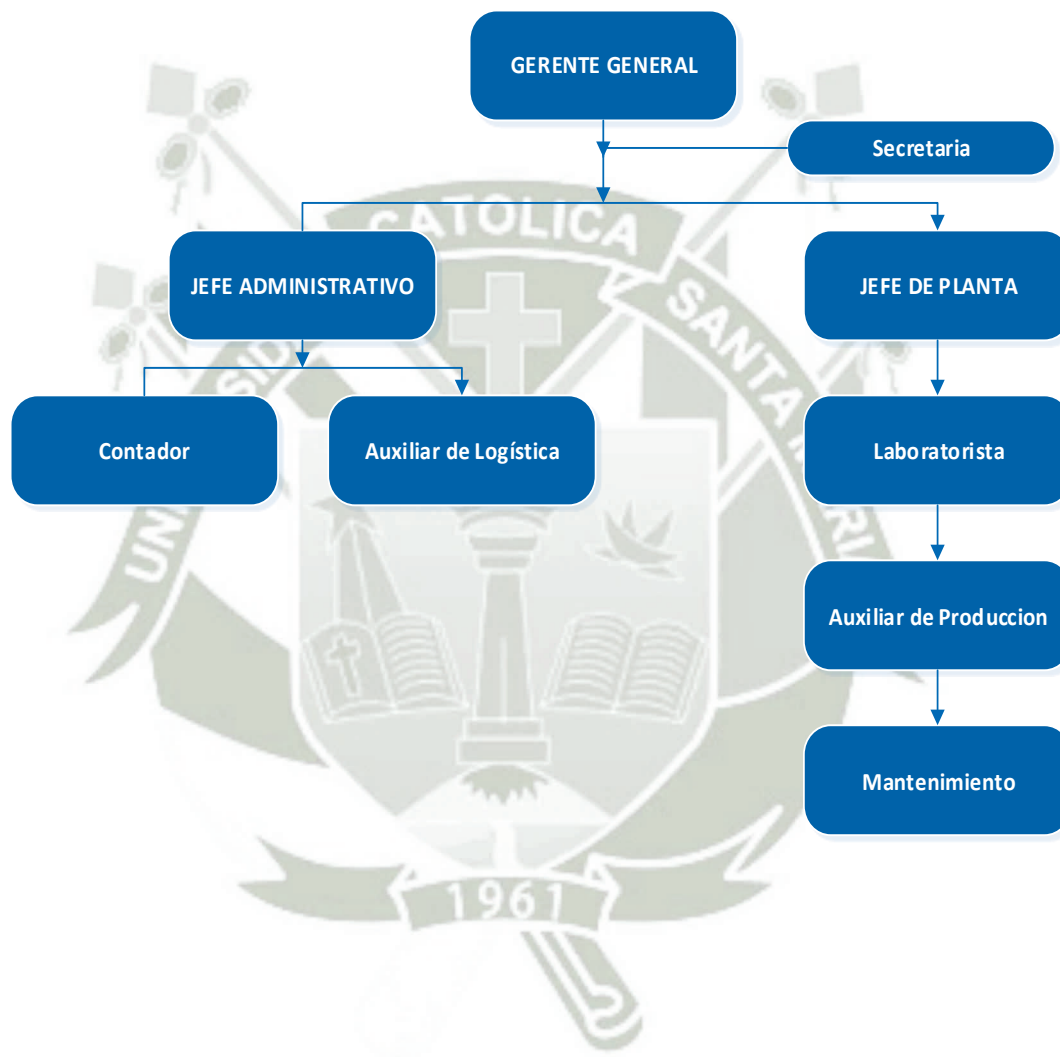 GERENTE GENERAL
Secretaria
JEFE ADMINISTRATIVO
JEFE DE PLANTA
Contador
Auxiliar de Logística
Laboratorista
Auxiliar de Produccion
Mantenimiento
CATOLICA
SANTA
1961